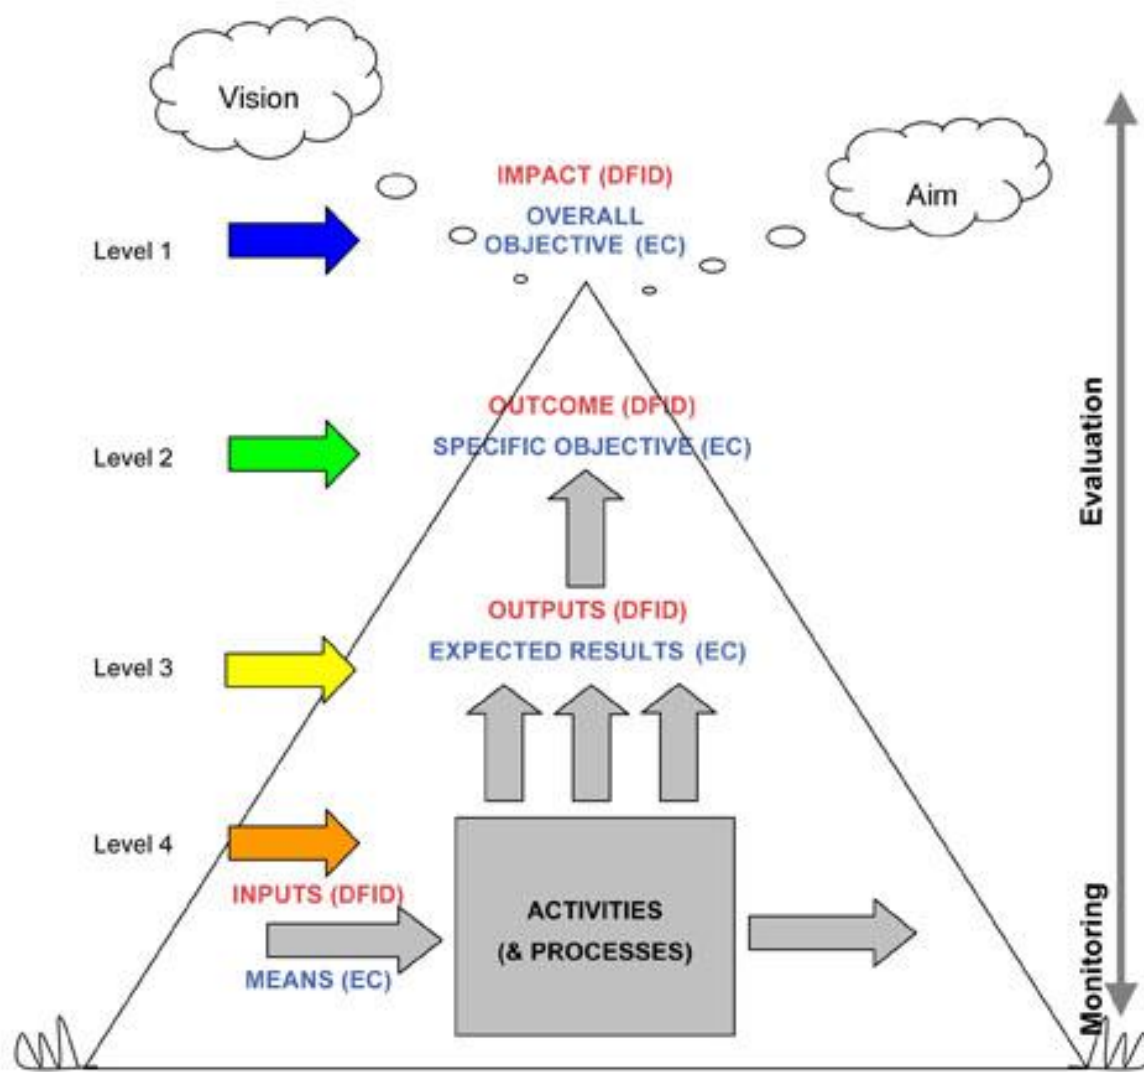 Vision
Aim
IMPACT (DFID)
OVERALL
OBJECTIVE (EC)
Level 1
OUTCOME (DFID)
SPECIFIC OBJECTIVE (EC)
Level 2
Evaluation
OUTPUTS (DFID)
EXPECTED RESULTS (EC)
Level 3
Level 4
INPUTS (DFID)
MEANS (EC)
ACTIVITIES
(& PROCESSES)
Monitoring